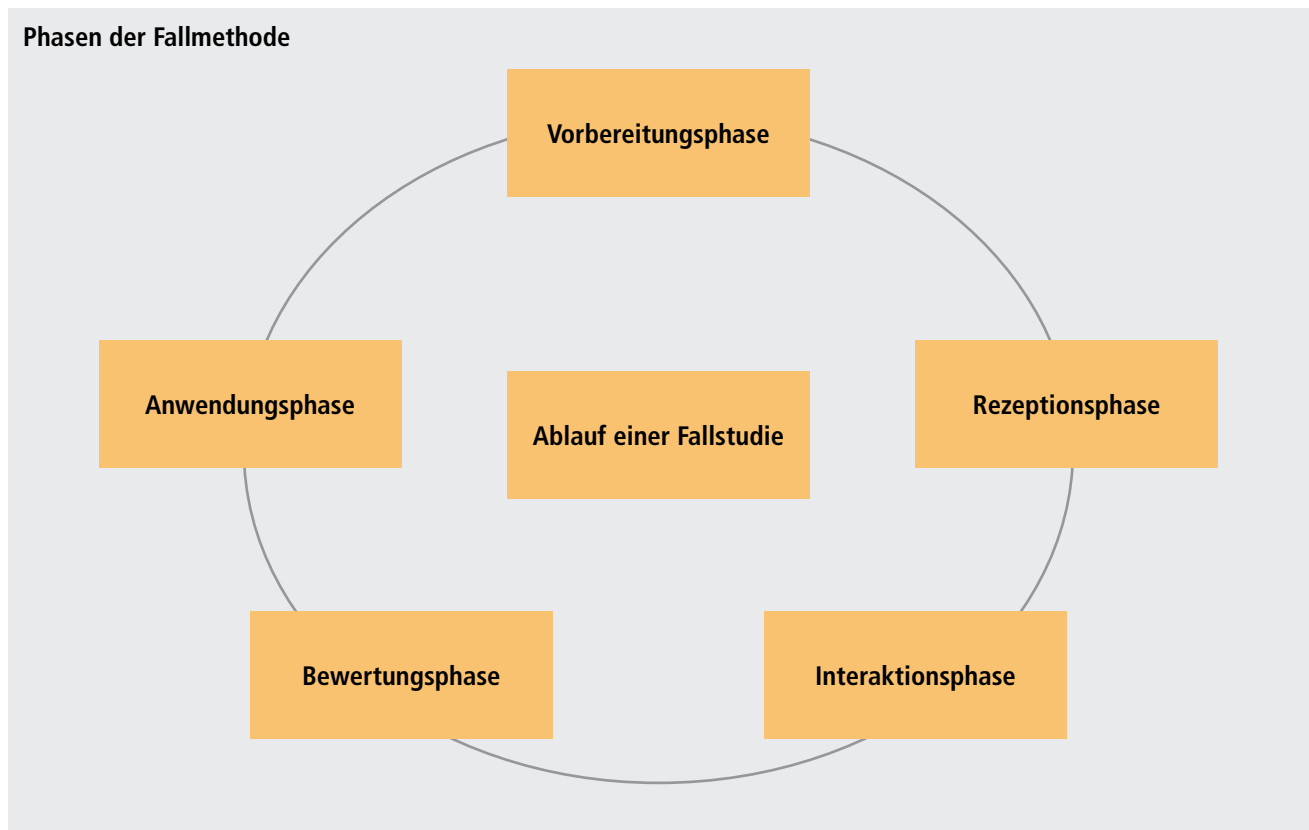 Phasen der Fallmethode
Vorbereitungsphase
Anwendungsphase
Ablauf einer Fallstudie
Rezeptionsphase
Bewertungsphase
Interaktionsphase